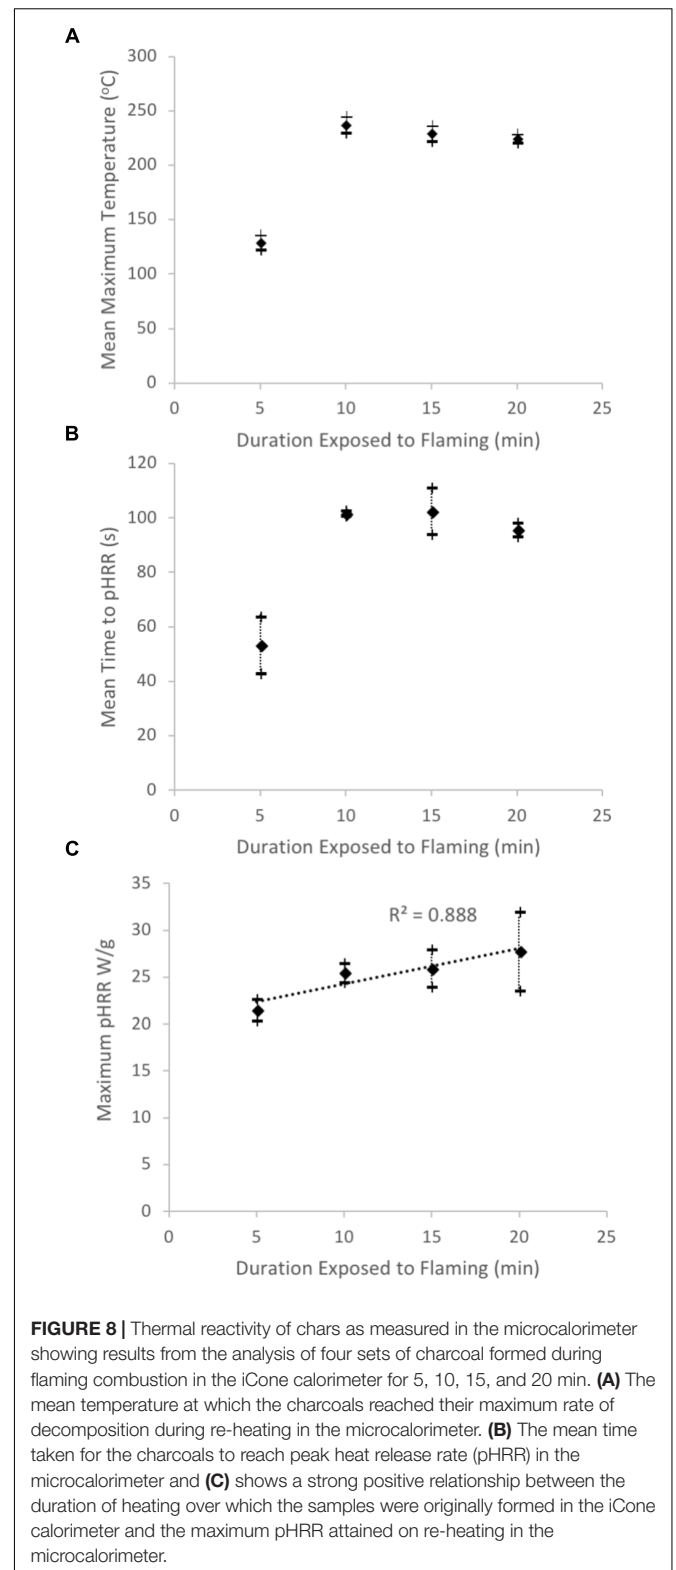 A
300
250
200
150
100
50
0
Mean Maximum Temperature (°C)
0 5 10 15 20 25
Duration Exposed to Flaming (min)
B
120
100
80
60
40
20
0
Mean Time to pHRR (s)
0 5 10 15 20 25
Duration Exposed to Flaming (min)
C
35
30
25
20
15
10
5
0
Maximum pHRR W/g
R² = 0.888
0 5 10 15 20 25
Duration Exposed to Flaming (min)
FIGURE 8 | Thermal reactivity of chars as measured in the microcalorimeter
showing results from the analysis of four sets of charcoal formed during
flaming combustion in the iCone calorimeter for 5, 10, 15, and 20 min. (A) The
mean temperature at which the charcoals reached their maximum rate of
decomposition during re-heating in the microcalorimeter. (B) The mean time
taken for the charcoals to reach peak heat release rate (pHRR) in the
microcalorimeter and (C) shows a strong positive relationship between the
duration of heating over which the samples were originally formed in the iCone
calorimeter and the maximum pHRR attained on re-heating in the
microcalorimeter.